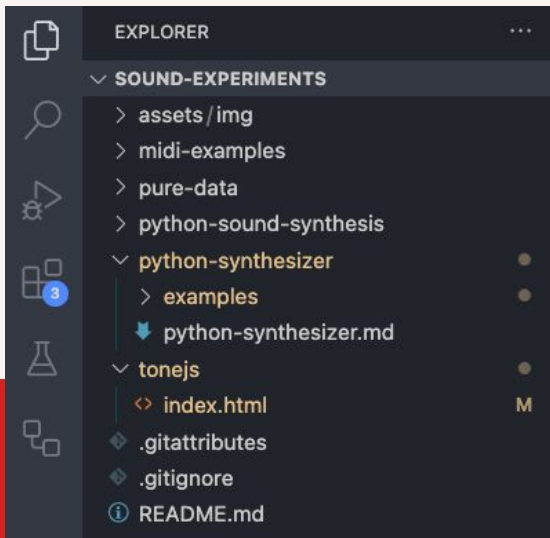 EXPLORER
SOUND-EXPERIMENTS
assets/img
midi-examples
pure-data
python-sound-synthesis
python-synthesizer
examples
3
python-synthesizer.md
tonejs
index.html M
.gitattributes
.gitignore
README.md